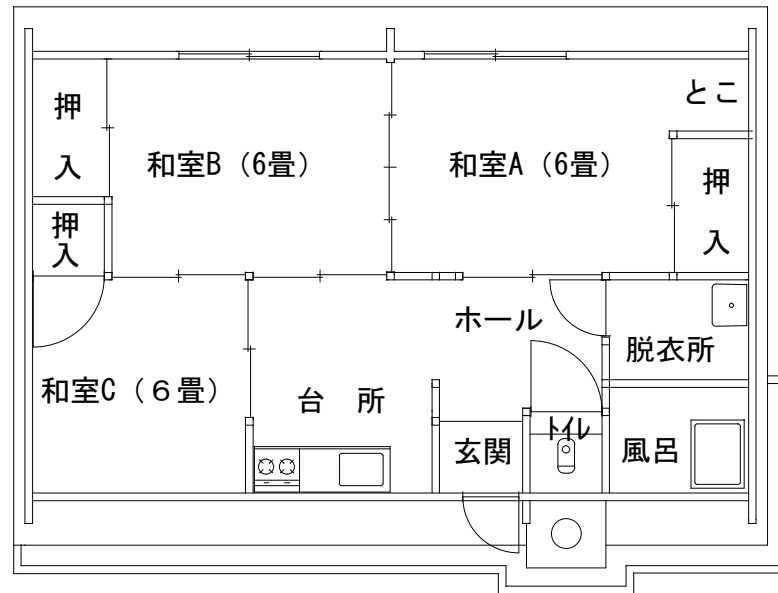 とこ
押入
和室B（6畳）
和室A（6畳）
押入
押入
ホール
脱衣所
和室C（６畳）
台　所
トイレ
玄関
風呂